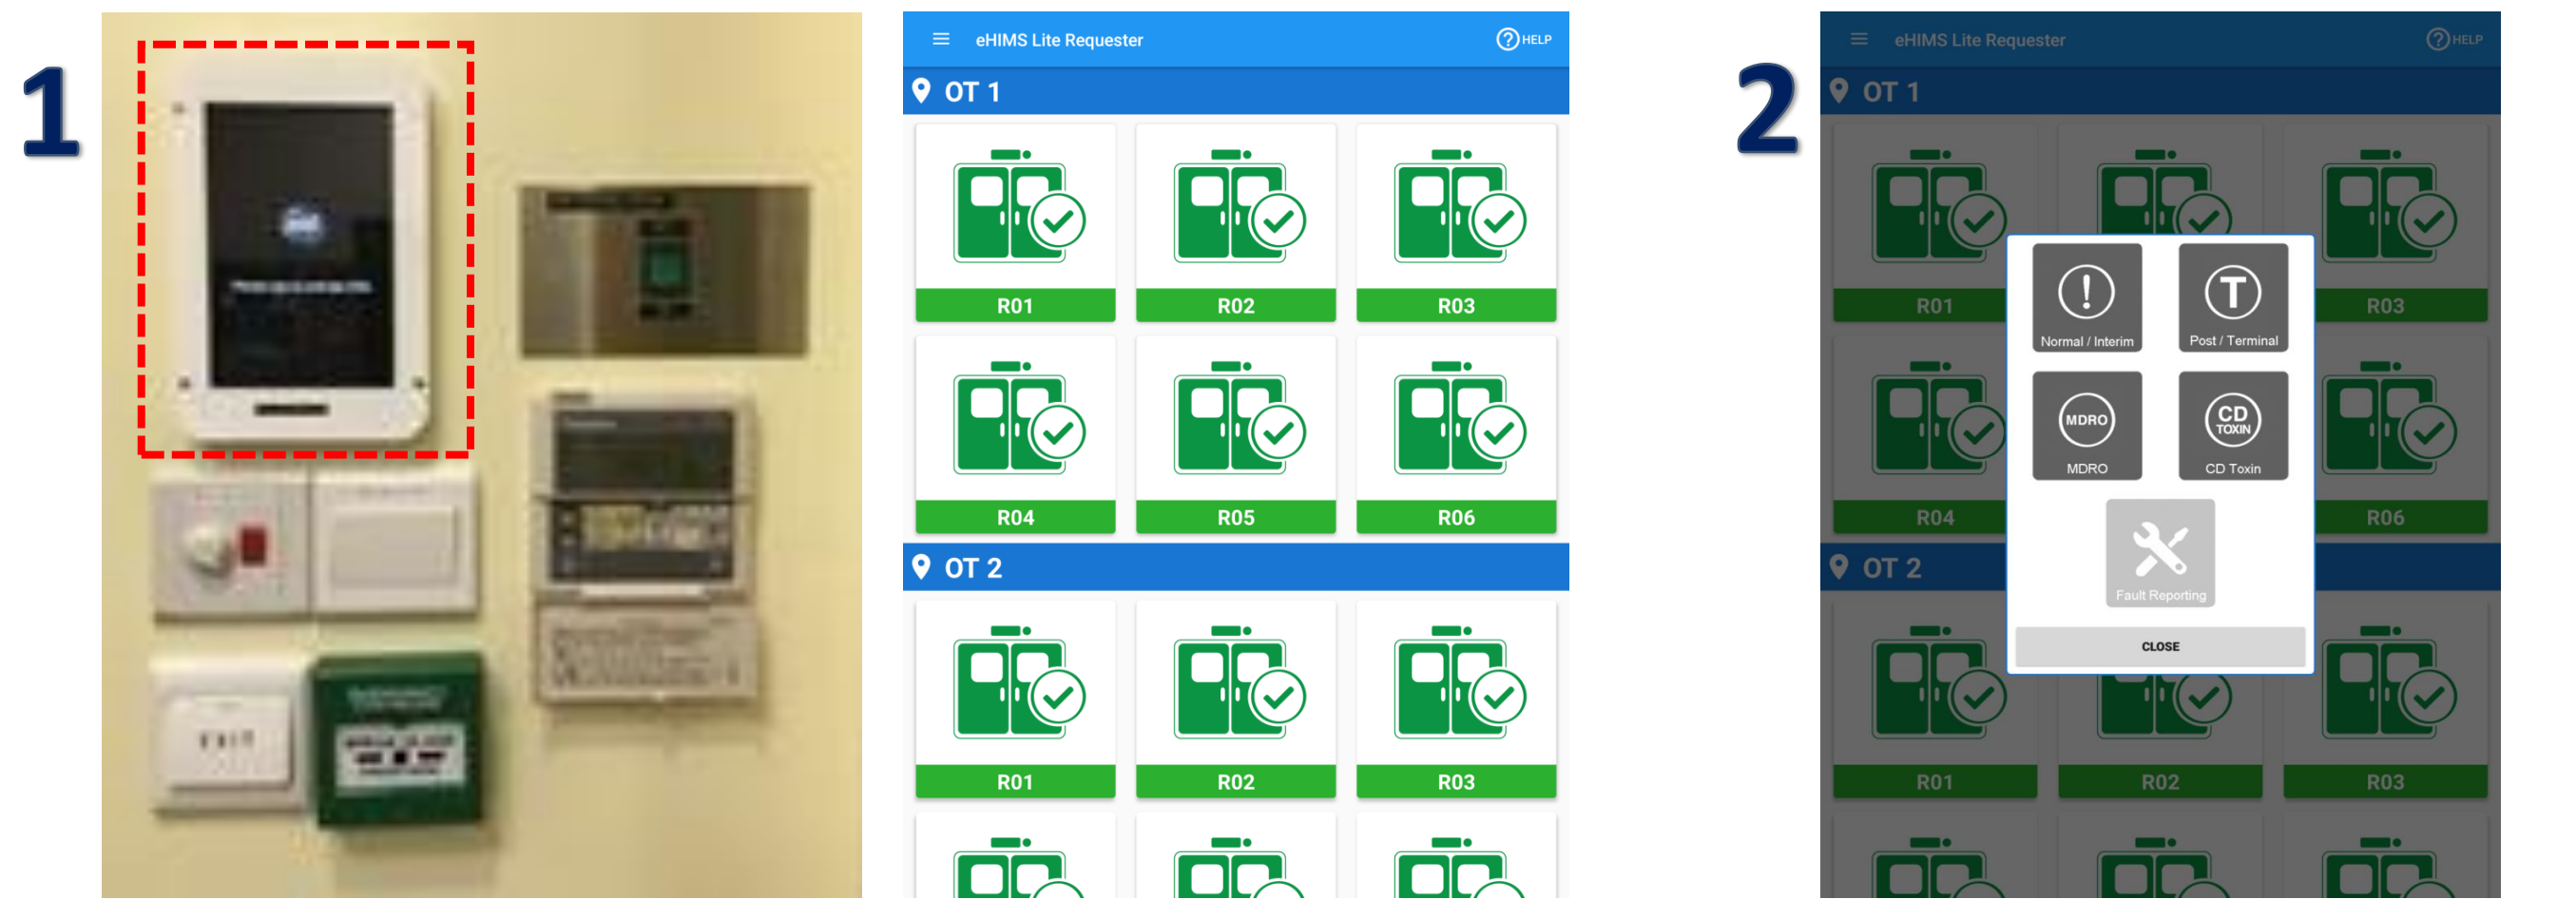 1
EXIT
eHIMS Lite Requester
? HELP
OT 1
R01 R02 R03
R04 R05 R06
OT 2
R01 R02 R03
2
eHIMS Lite Requester
? HELP
OT 1
R01 R03
R04 R06
! T
Normal / Interim Post / Terminal
MDRO CD TOXIN
MDRO CD Toxin
Fault Reporting
CLOSE
OT 2
R01 R02 R03